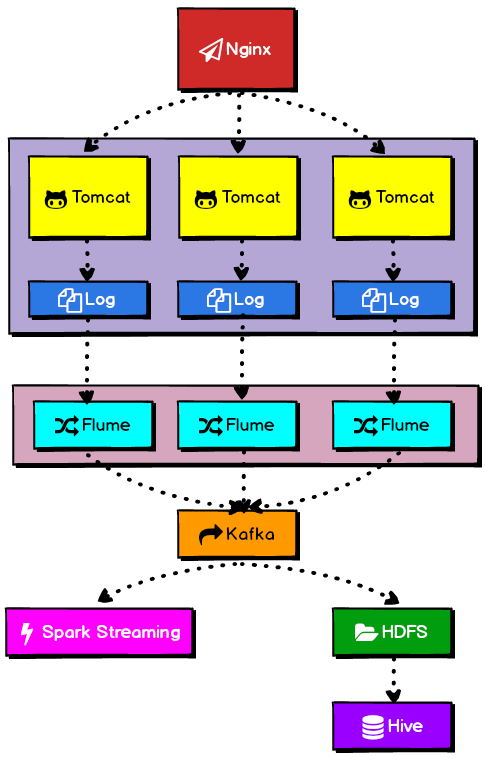 Nginx
Tomcat
Tomcat
Tomcat
Log
Log
Log
Flume
Flume
Flume
Kafka
Spark Streaming
HDFS
Hive